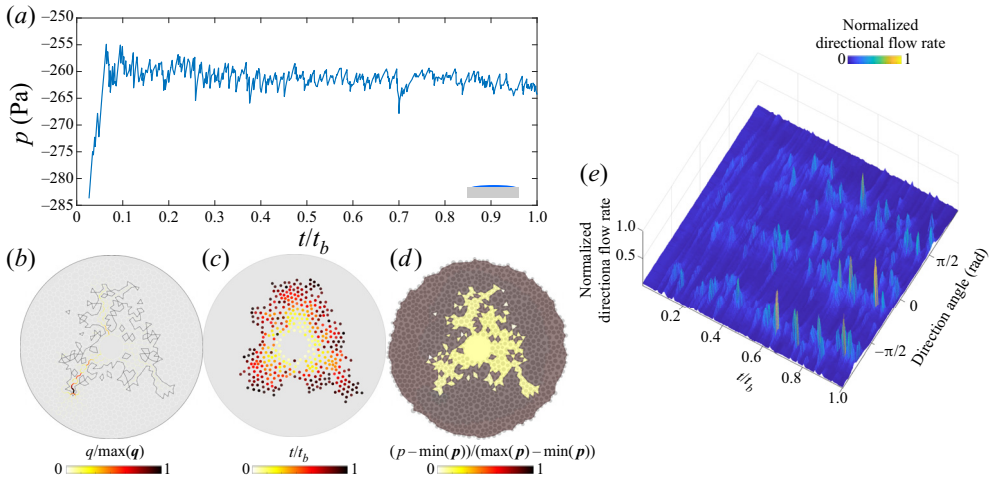 (a)
–250
–255
–260
–265
–270
–275
–280
–285
p (Pa)
0 0.1 0.2 0.3 0.4 0.5 0.6 0.7 0.8 0.9 1.0
t/t_b
(b)
(c)
(d)
q/max(q)
0 1
t/t_b
0 1
(p – min(p))/(max(p) – min(p))
0 1
(e)
Normalized
directional flow rate
0 1
Normalized
directiona flow rate
1.0
0.5
0.2 0.4 0.6 0.8 1.0
t/t_b
π/2
0
–π/2
Direction angle (rad)